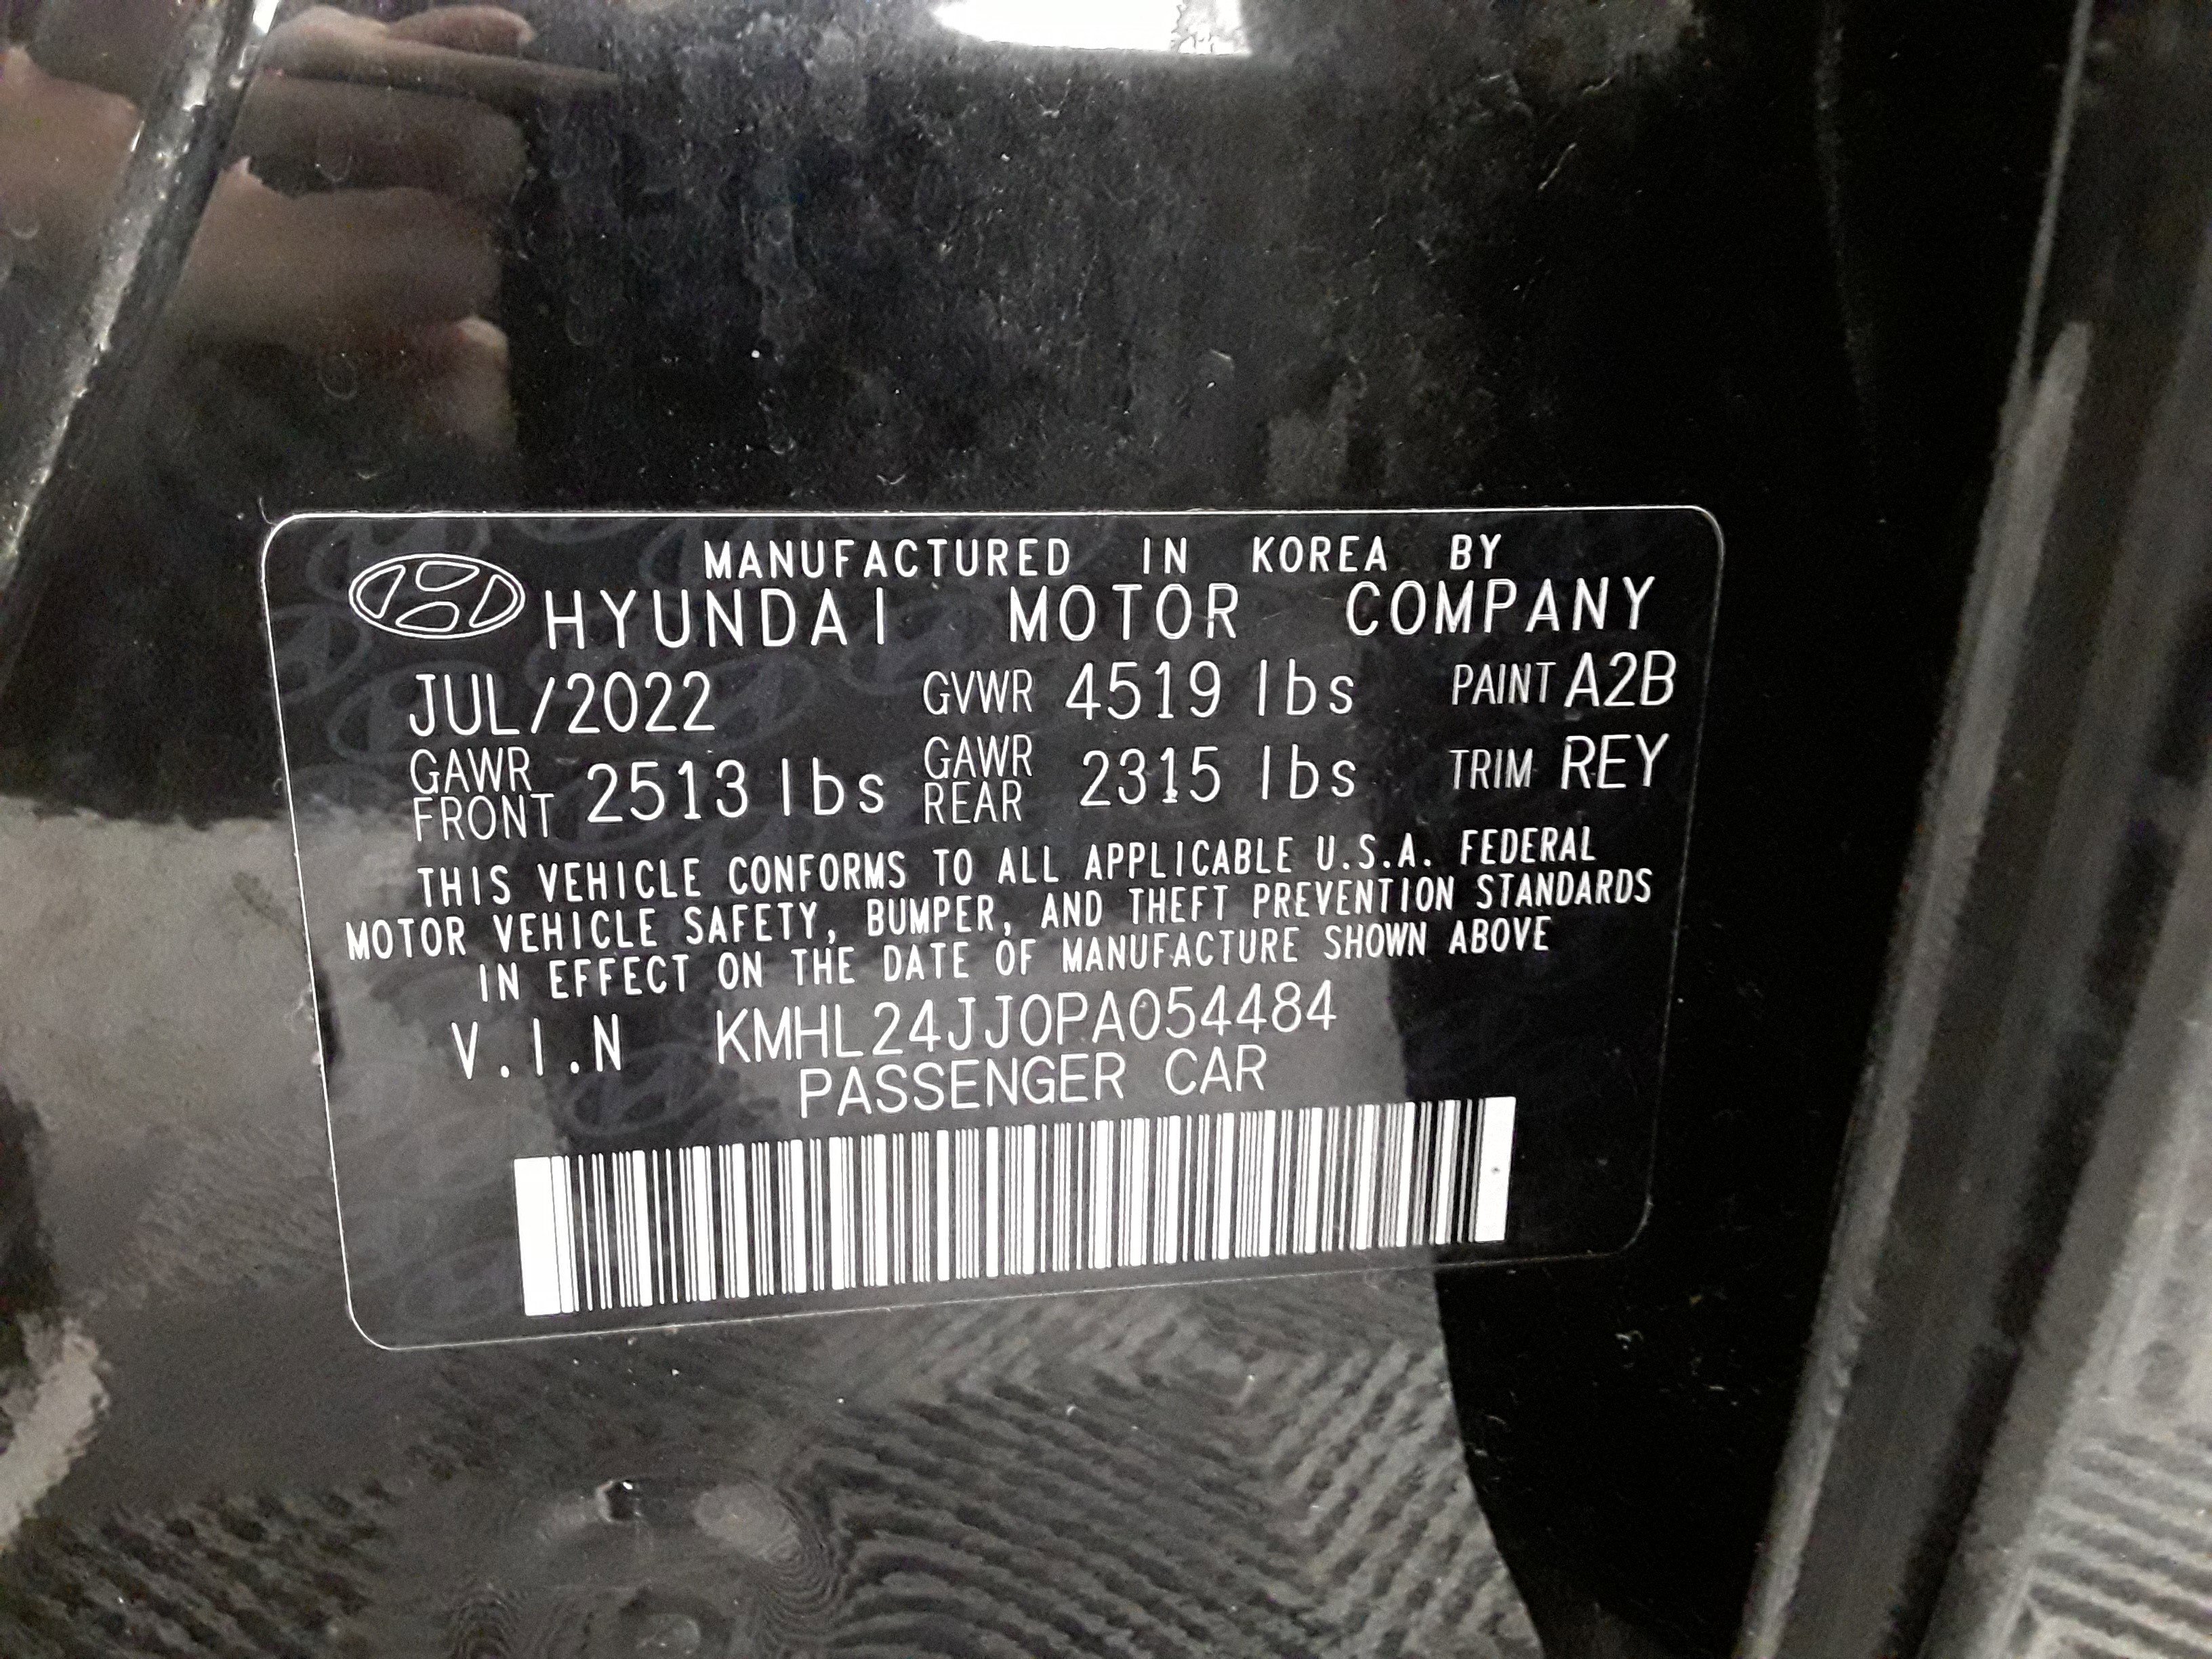 MANUFACTURED IN KOREA BY
HYUNDAI MOTOR COMPANY
JUL/2022 GVWR 4519 lbs PAINT A2B
GAWR FRONT 2513 lbs GAWR REAR 2315 lbs TRIM REY
THIS VEHICLE CONFORMS TO ALL APPLICABLE U.S.A. FEDERAL
MOTOR VEHICLE SAFETY, BUMPER, AND THEFT PREVENTION STANDARDS
IN EFFECT ON THE DATE OF MANUFACTURE SHOWN ABOVE
V.I.N KMHL24JJ0PA054484
PASSENGER CAR